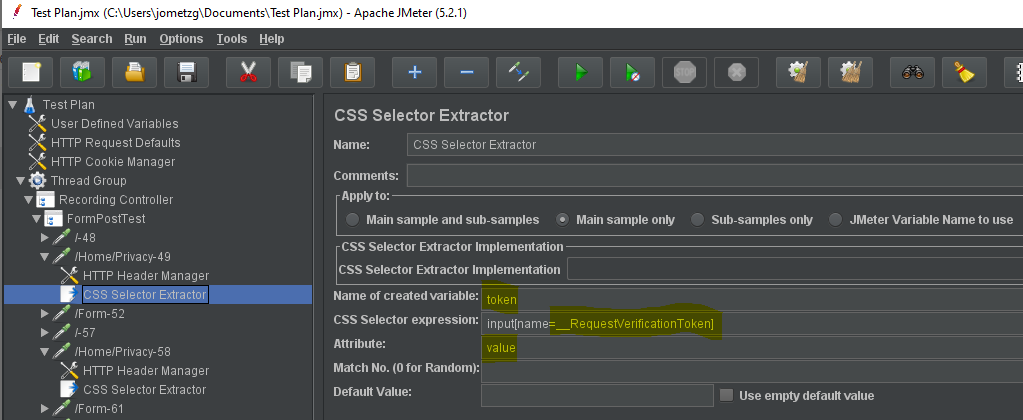 Test Plan.jmx (C:\Users\jometzg\Documents\Test Plan.jmx) - Apache JMeter (5.2.1)
File Edit Search Run Options Tools Help
STOP
Test Plan
User Defined Variables
HTTP Request Defaults
HTTP Cookie Manager
Thread Group
Recording Controller
FormPostTest
/-48
/Home/Privacy-49
HTTP Header Manager
CSS Selector Extractor
/Form-52
/-57
/Home/Privacy-58
HTTP Header Manager
CSS Selector Extractor
/Form-61
CSS Selector Extractor
Name: CSS Selector Extractor
Comments:
Apply to:
Main sample and sub-samples Main sample only Sub-samples only JMeter Variable Name to use
CSS Selector Extractor Implementation
CSS Selector Extractor Implementation
Name of created variable: token
CSS Selector expression: input[name=__RequestVerificationToken]
Attribute: value
Match No. (0 for Random):
Default Value: Use empty default value